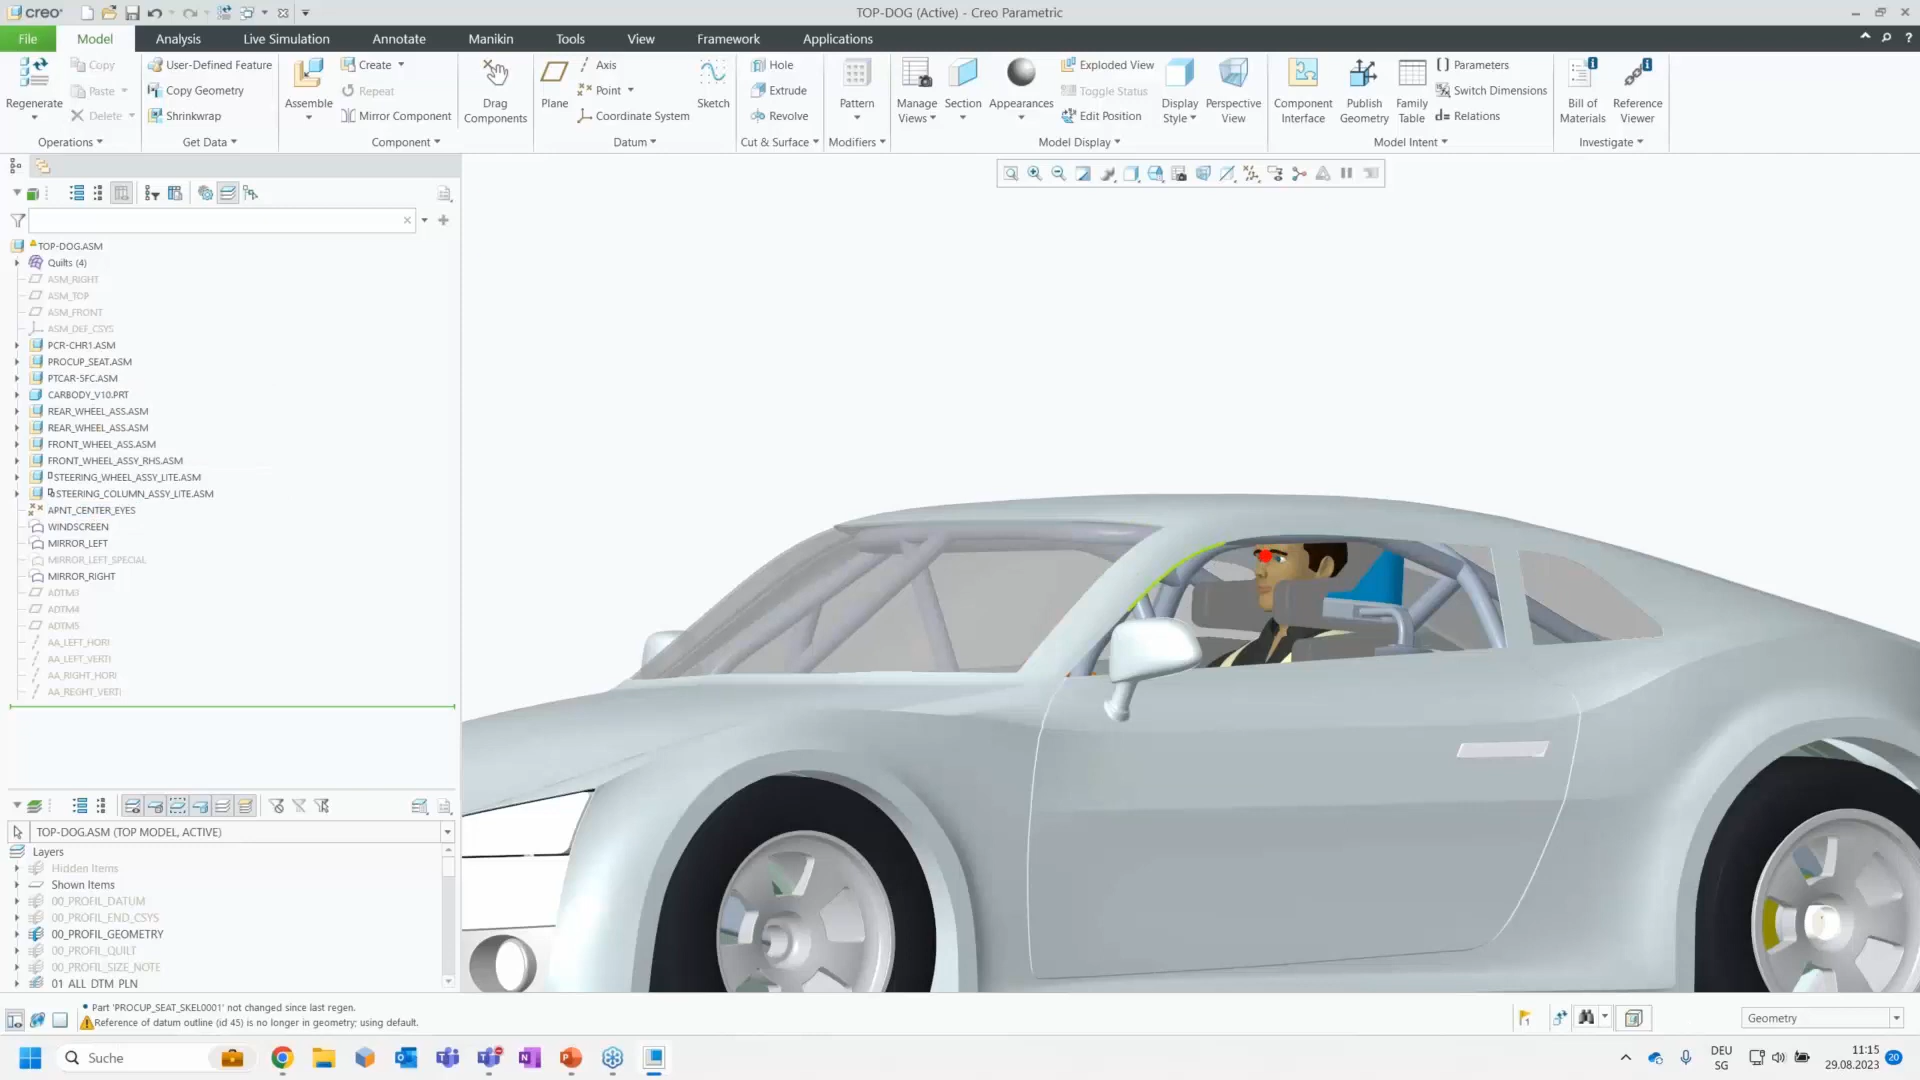 creo
TOP-DOG (Active) - Creo Parametric
File
Model
Analysis
Live Simulation
Annotate
Manikin
Tools
View
Framework
Applications
Regenerate
Copy
Paste
Delete
Operations
User-Defined Feature
Copy Geometry
Shrinkwrap
Get Data
Assemble
Create
Repeat
Mirror Component
Component
Drag
Components
Plane
Axis
Point
Coordinate System
Sketch
Datum
Hole
Extrude
Revolve
Cut & Surface
Pattern
Modifiers
Manage
Views
Section
Appearances
Exploded View
Toggle Status
Edit Position
Display
Style
Perspective
View
Model Display
Component
Interface
Publish
Geometry
Family
Table
Parameters
Switch Dimensions
Relations
Model Intent
Bill of
Materials
Reference
Viewer
Investigate
TOP-DOG.ASM
Quilts (4)
ASM_RIGHT
ASM_TOP
ASM_FRONT
ASM_DEF_CSYS
PCR-CHR1.ASM
PROCUP_SEAT.ASM
PTCAR-SFC.ASM
CARBODY_V10.PRT
REAR_WHEEL_ASS.ASM
REAR_WHEEL_ASS.ASM
FRONT_WHEEL_ASS.ASM
FRONT_WHEEL_ASSY_RHS.ASM
STEERING_WHEEL_ASSY_LITE.ASM
STEERING_COLUMN_ASSY_LITE.ASM
APNT_CENTER_EYES
WINDSCREEN
MIRROR_LEFT
MIRROR_LEFT_SPECIAL
MIRROR_RIGHT
ADTM3
ADTM4
ADTM5
AA_LEFT_HORI
AA_LEFT_VERTI
AA_RIGHT_HORI
AA_REGHT_VERTI
TOP-DOG.ASM (TOP MODEL, ACTIVE)
Layers
Hidden Items
Shown Items
00_PROFIL_DATUM
00_PROFIL_END_CSYS
00_PROFIL_GEOMETRY
00_PROFIL_QUILT
00_PROFIL_SIZE_NOTE
01_ALL_DTM_PLN
Part 'PROCUP_SEAT_SKEL0001' not changed since last regen.
Reference of datum outline (id 45) is no longer in geometry; using default.
Geometry
Suche
DEU
SG
11:15
29.08.2023
20